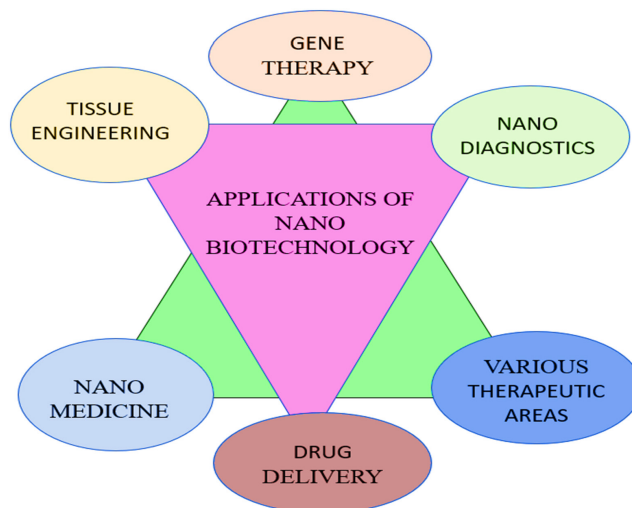 GENE
THERAPY
TISSUE
ENGINEERING
NANO
DIAGNOSTICS
APPLICATIONS OF
NANO
BIOTECHNOLOGY
NANO
MEDICINE
VARIOUS
THERAPEUTIC
AREAS
DRUG
DELIVERY